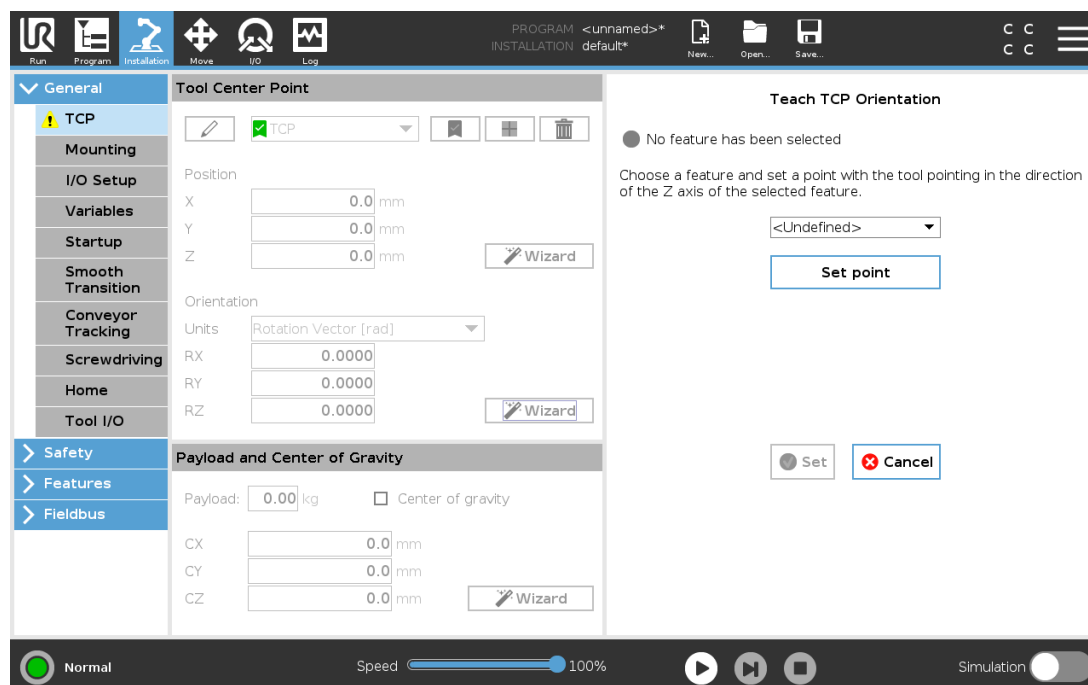 PROGRAM <unnamed>*
INSTALLATION default*
UR
Run
Program
Installation
Move
I/O
Log
New...
Open...
Save...
C C
C C
General
TCP
Mounting
I/O Setup
Variables
Startup
Smooth
Transition
Conveyor
Tracking
Screwdriving
Home
Tool I/O
Safety
Features
Fieldbus
Tool Center Point
TCP
Position
X 0.0 mm
Y 0.0 mm
Z 0.0 mm Wizard
Orientation
Units Rotation Vector [rad]
RX 0.0000
RY 0.0000
RZ 0.0000 Wizard
Payload and Center of Gravity
Payload: 0.00 kg Center of gravity
CX 0.0 mm
CY 0.0 mm
CZ 0.0 mm Wizard
Teach TCP Orientation
No feature has been selected
Choose a feature and set a point with the tool pointing in the direction
of the Z axis of the selected feature.
<Undefined>
Set point
Set Cancel
Normal
Speed 100%
Simulation